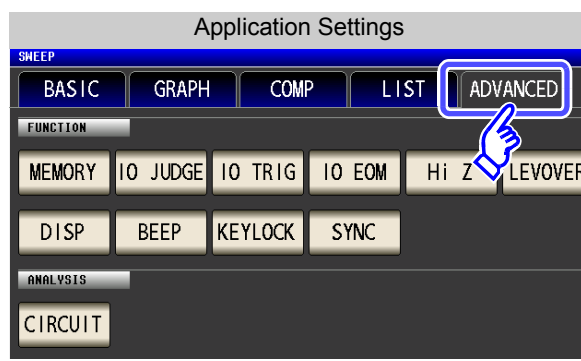 Application Settings
SWEEP
BASIC GRAPH COMP LIST ADVANCED
FUNCTION
MEMORY IO JUDGE IO TRIG IO EOM Hi Z LEVOVER
DISP BEEP KEYLOCK SYNC
ANALYSIS
CIRCUIT